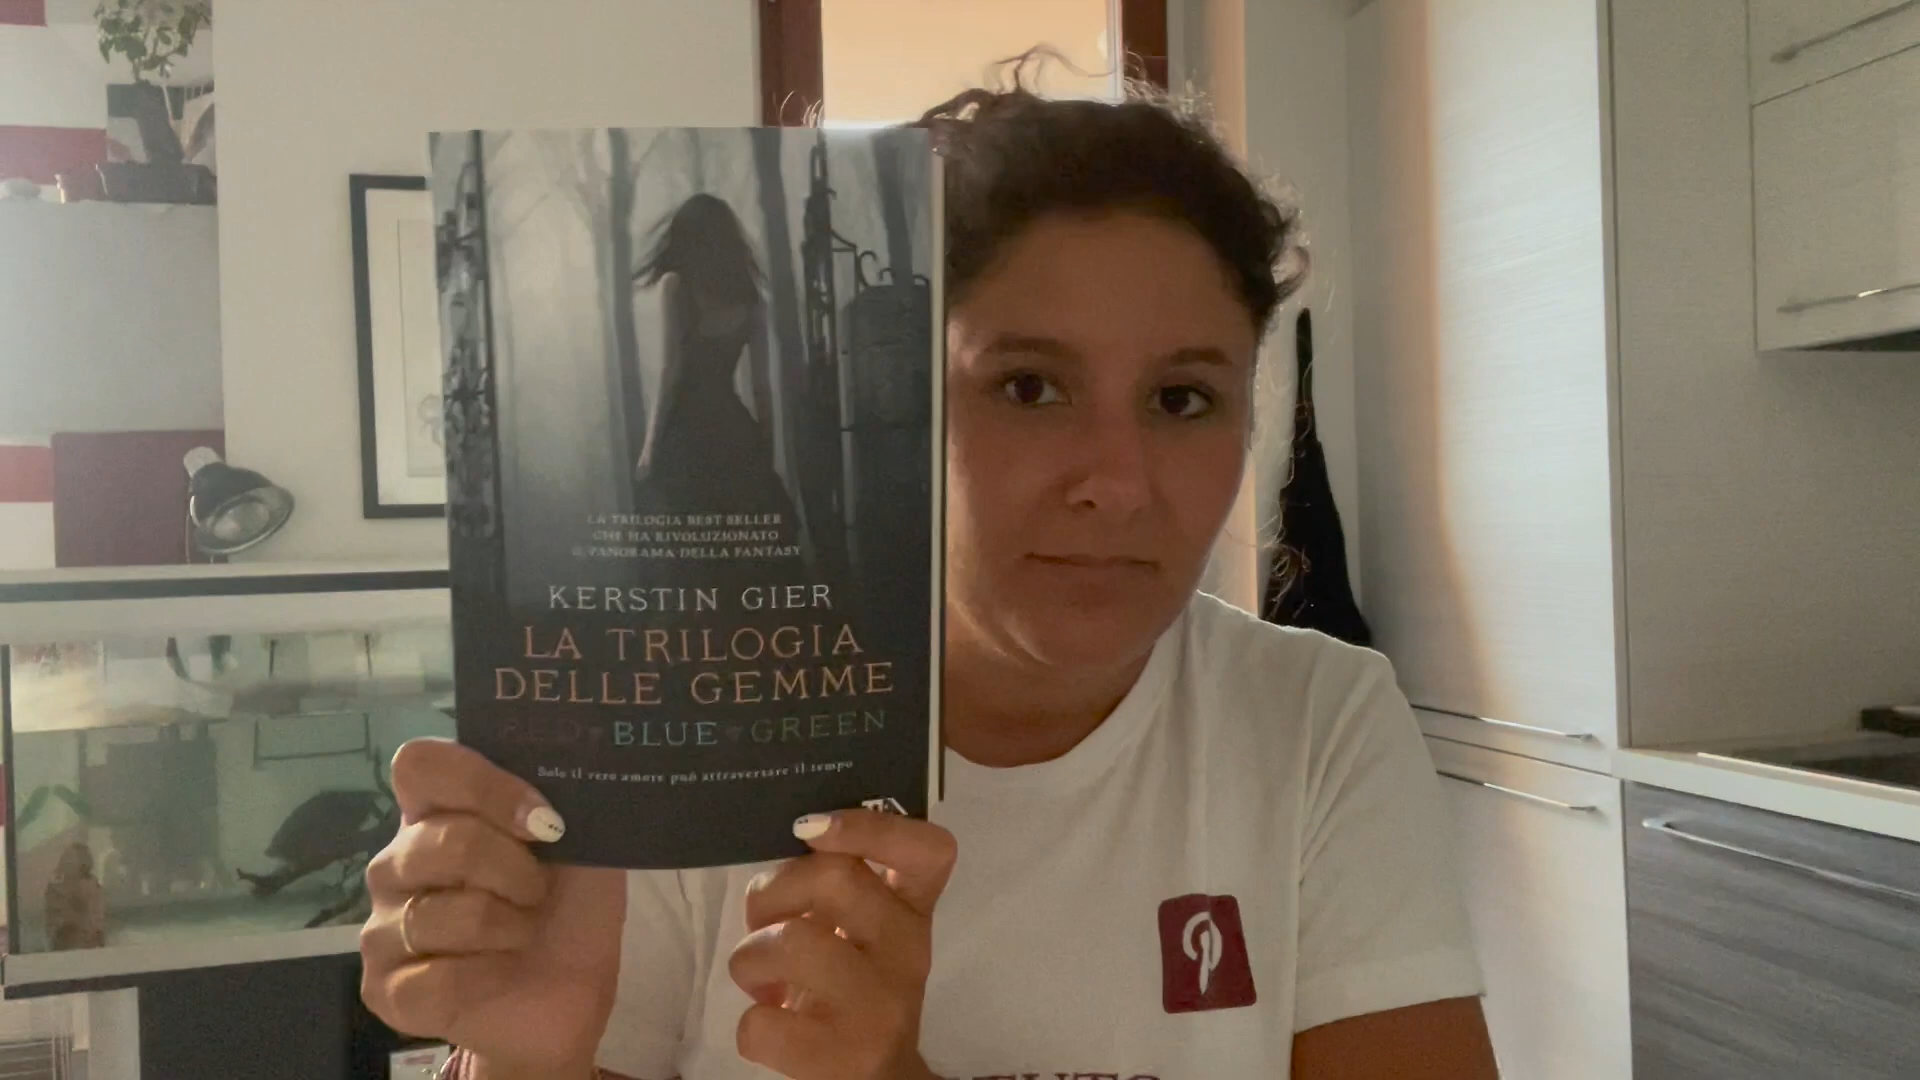 LA TRILOGIA BEST SELLER
CHE HA RIVOLUZIONATO
IL PANORAMA DELLA FANTASY
KERSTIN GIER
LA TRILOGIA
DELLE GEMME
RED BLUE GREEN
Solo il vero amore può attraversare il tempo